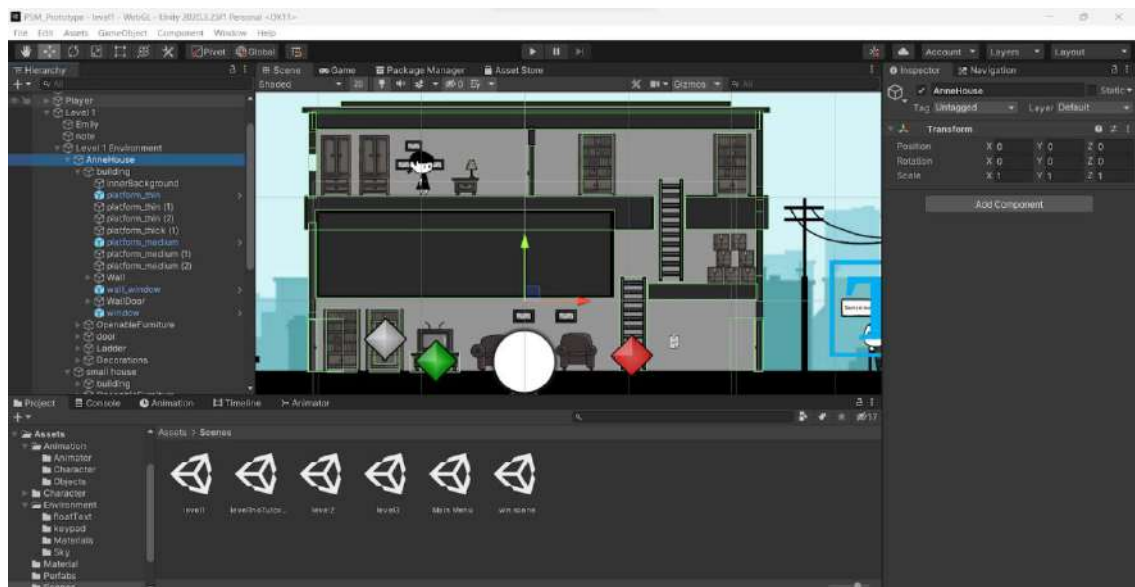 PSM_Prototype - level1 - WebGL - Unity 2020.3.25f1 Personal <DX11>
File Edit Assets GameObject Component Window Help
Pivot Global
Account Layers Layout
Hierarchy
Scene Game Package Manager Asset Store
Inspector Navigation
All
Shaded 2D 0 Gizmos All
AnneHouse Static
Tag Untagged Layer Default
Transform
Position X 0 Y 0 Z 0
Rotation X 0 Y 0 Z 0
Scale X 1 Y 1 Z 1
Add Component
Player
Level 1
Emily
note
Level 1 Environment
AnneHouse
building
innerBackground
platform_thin
platform_thin (1)
platform_thin (2)
platform_thick (1)
platform_medium
platform_medium (1)
platform_medium (2)
Wall
wall_window
WallDoor
window
OpenableFurniture
door
Ladder
Decorations
small house
building
Project Console Animation Timeline Animator
17
Assets
Animation
Animator
Character
Objects
Character
Environment
floatText
keypad
Materials
Sky
Material
Perfabs
Assets > Scenes
level1 levelnoTutor... level2 level3 Main Menu win scene